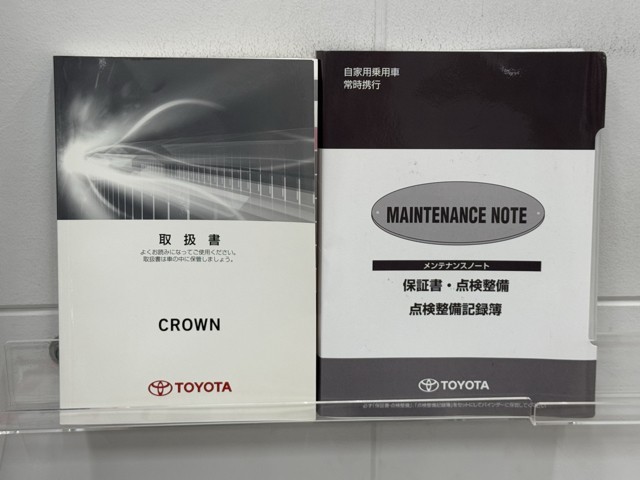 取扱書
よくお読みになってご使用ください。
取扱書は車の中に保管しましょう。
CROWN
TOYOTA
自家用乗用車
常時携行
MAINTENANCE NOTE
メンテナンスノート
保証書・点検整備
点検整備記録簿
TOYOTA